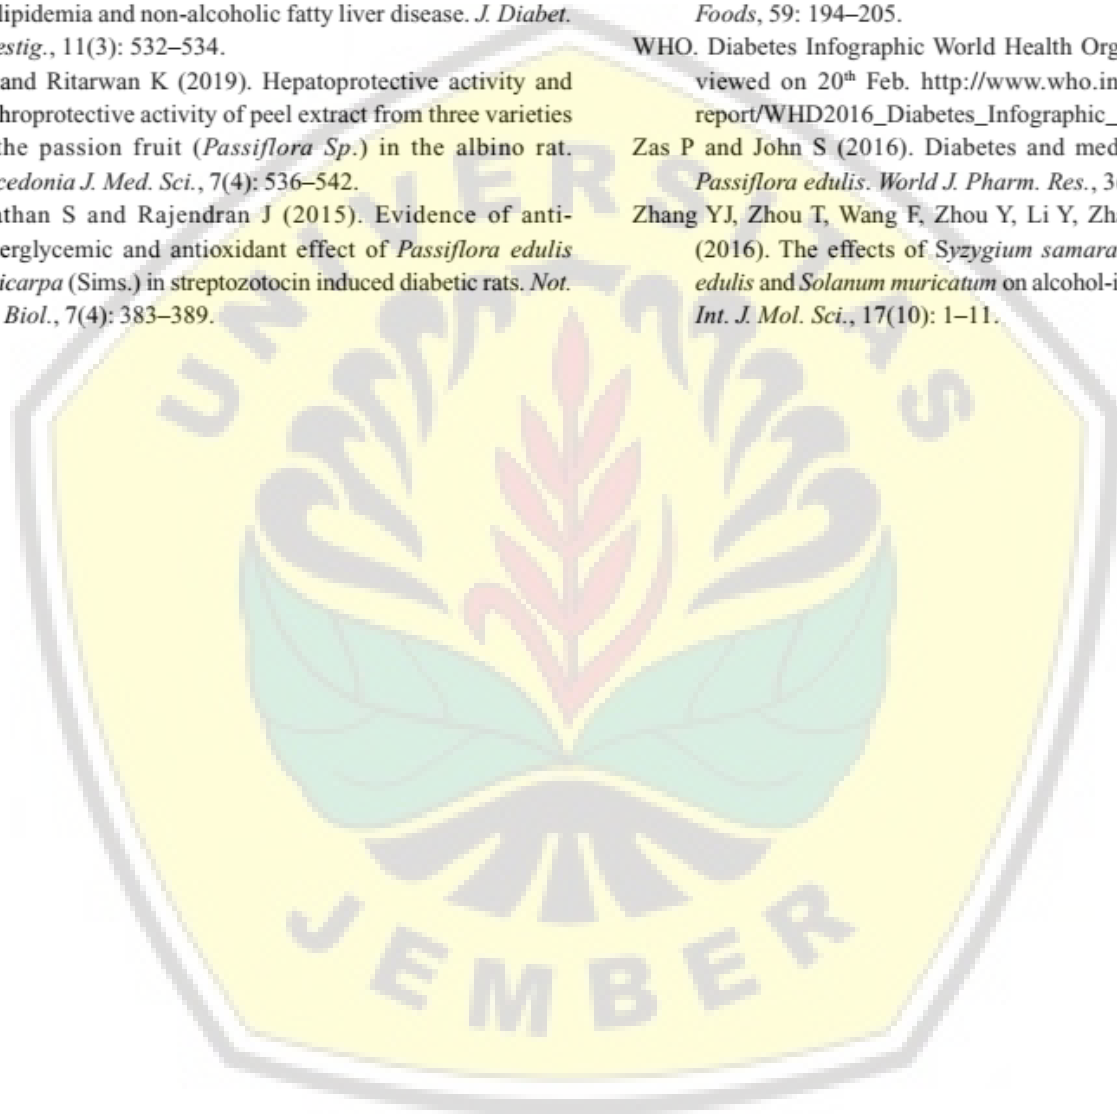 lipidemia and non-alcoholic fatty liver disease. J. Diabet.
estig., 11(3): 532–534.
and Ritarwan K (2019). Hepatoprotective activity and
hroprotective activity of peel extract from three varieties
the passion fruit (Passiflora Sp.) in the albino rat.
cedonia J. Med. Sci., 7(4): 536–542.
athan S and Rajendran J (2015). Evidence of anti-
erglycemic and antioxidant effect of Passiflora edulis
icarpa (Sims.) in streptozotocin induced diabetic rats. Not.
Biol., 7(4): 383–389.
Foods, 59: 194–205.
WHO. Diabetes Infographic World Health Org
viewed on 20th Feb. http://www.who.in
report/WHD2016_Diabetes_Infographic_
Zas P and John S (2016). Diabetes and med
Passiflora edulis. World J. Pharm. Res., 3
Zhang YJ, Zhou T, Wang F, Zhou Y, Li Y, Zh
(2016). The effects of Syzygium samara
edulis and Solanum muricatum on alcohol-i
Int. J. Mol. Sci., 17(10): 1–11.
UNIVERSITAS
JEMBER